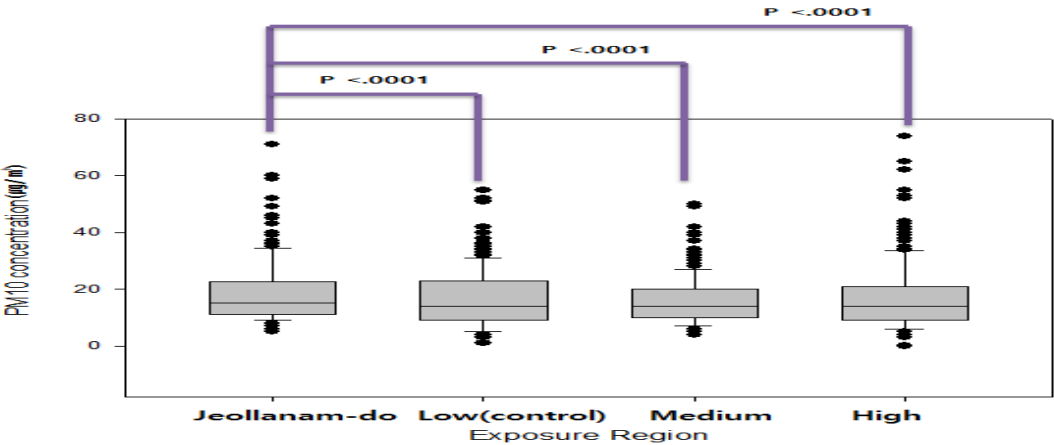 P <.0001
P <.0001
P <.0001
80
60
40
20
0
PM10 concentration(㎍/㎥)
Jeollanam-do Low(control) Medium High
Exposure Region